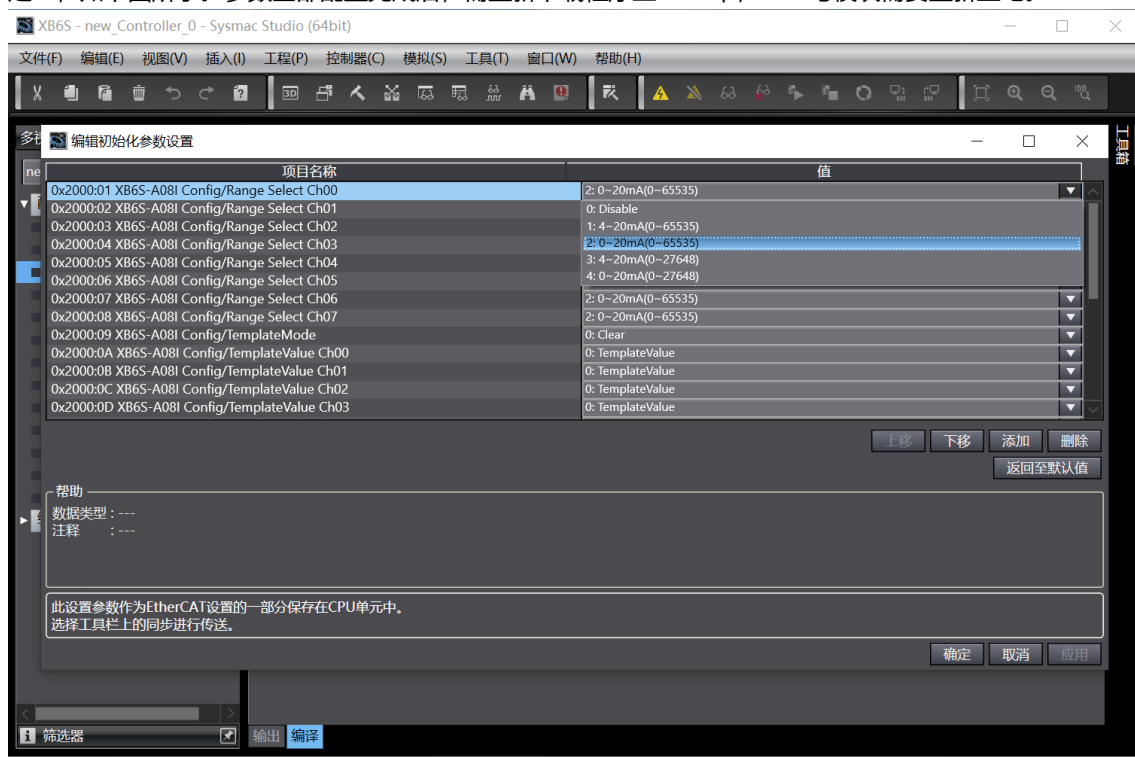 XB6S - new_Controller_0 - Sysmac Studio (64bit)
文件(F) 编辑(E) 视图(V) 插入(I) 工程(P) 控制器(C) 模拟(S) 工具(T) 窗口(W) 帮助(H)
3D
工具箱
编辑初始化参数设置
ne
项目名称 值
0x2000:01 XB6S-A08I Config/Range Select Ch00 2: 0~20mA(0~65535)
0x2000:02 XB6S-A08I Config/Range Select Ch01 0: Disable
0x2000:03 XB6S-A08I Config/Range Select Ch02 1: 4~20mA(0~65535)
0x2000:04 XB6S-A08I Config/Range Select Ch03 2: 0~20mA(0~65535)
0x2000:05 XB6S-A08I Config/Range Select Ch04 3: 4~20mA(0~27648)
0x2000:06 XB6S-A08I Config/Range Select Ch05 4: 0~20mA(0~27648)
0x2000:07 XB6S-A08I Config/Range Select Ch06 2: 0~20mA(0~65535)
0x2000:08 XB6S-A08I Config/Range Select Ch07 2: 0~20mA(0~65535)
0x2000:09 XB6S-A08I Config/TemplateMode 0: Clear
0x2000:0A XB6S-A08I Config/TemplateValue Ch00 0: TemplateValue
0x2000:0B XB6S-A08I Config/TemplateValue Ch01 0: TemplateValue
0x2000:0C XB6S-A08I Config/TemplateValue Ch02 0: TemplateValue
0x2000:0D XB6S-A08I Config/TemplateValue Ch03 0: TemplateValue
上移 下移 添加 删除
返回至默认值
帮助
数据类型 : ---
注释 : ---
此设置参数作为EtherCAT设置的一部分保存在CPU单元中。
选择工具栏上的同步进行传送。
确定 取消 应用
筛选器 输出 编译